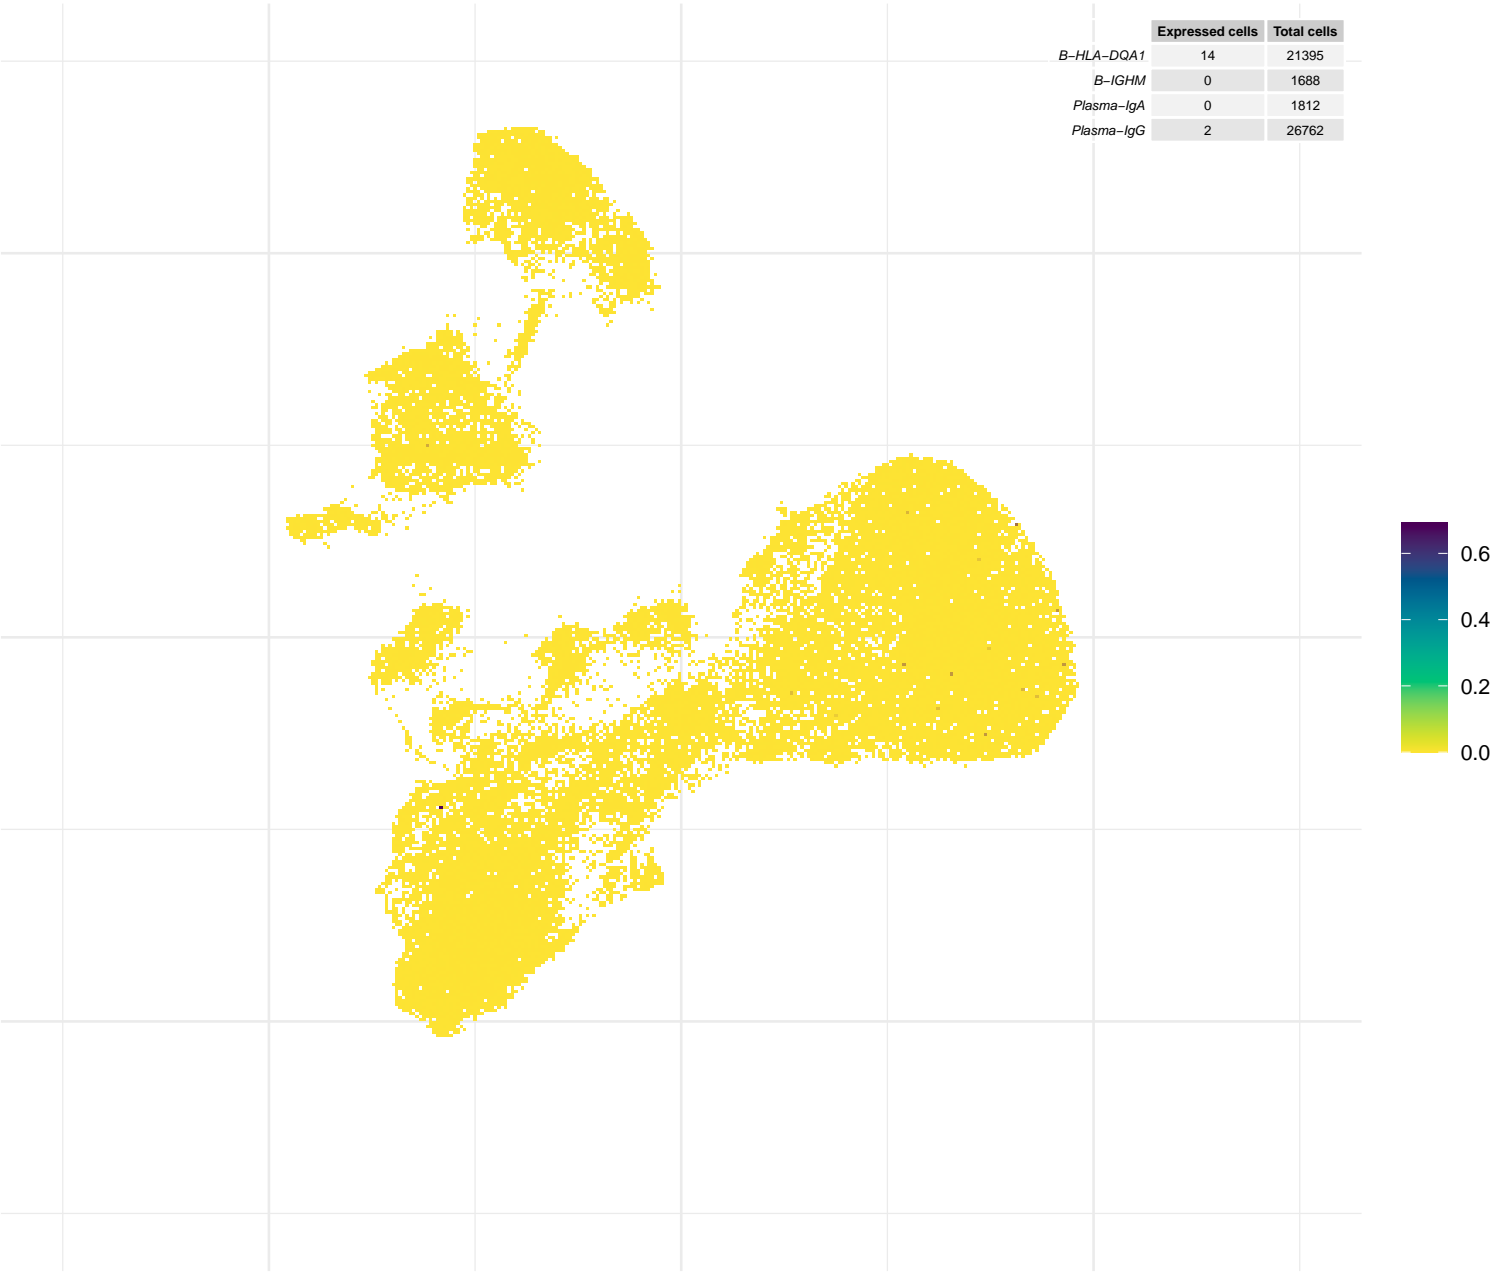 Expressed cells Total cells
B−HLA−DQA1 14 21395
B−IGHM 0 1688
Plasma−IgA 0 1812
Plasma−IgG 2 26762
0.6
0.4
0.2
0.0